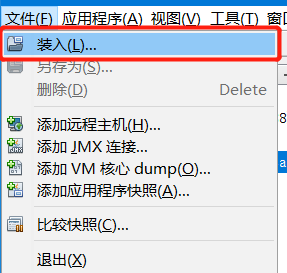 文件(F) 应用程序(A) 视图(V) 工具(T) 窗口
装入(L)...
另存为(S)...
删除(D) Delete
添加远程主机(H)...
添加 JMX 连接...
添加 VM 核心 dump(O)...
添加应用程序快照(A)...
比较快照(C)...
退出(X)
8
a